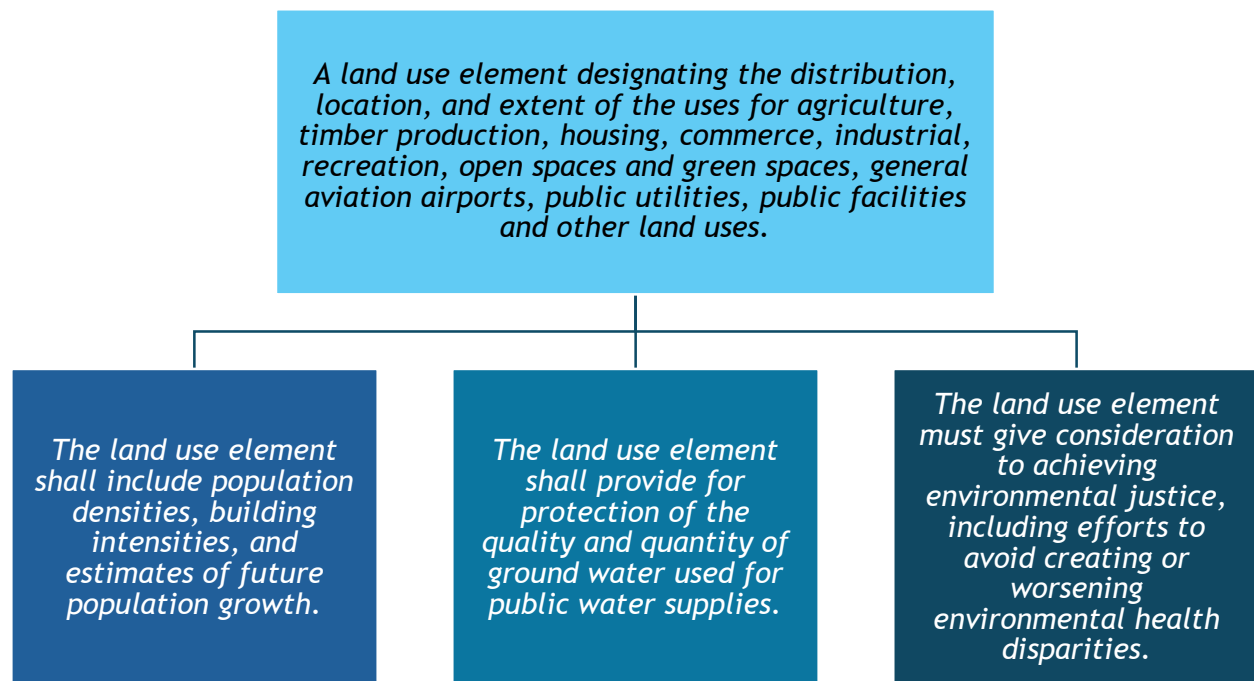 A land use element designating the distribution,
location, and extent of the uses for agriculture,
timber production, housing, commerce, industrial,
recreation, open spaces and green spaces, general
aviation airports, public utilities, public facilities
and other land uses.
The land use element
shall include population
densities, building
intensities, and
estimates of future
population growth.
The land use element
shall provide for
protection of the
quality and quantity of
ground water used for
public water supplies.
The land use element
must give consideration
to achieving
environmental justice,
including efforts to
avoid creating or
worsening
environmental health
disparities.